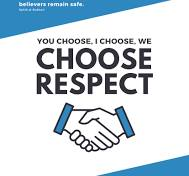 believers remain safe.
YOU CHOOSE, I CHOOSE, WE
CHOOSE
RESPECT